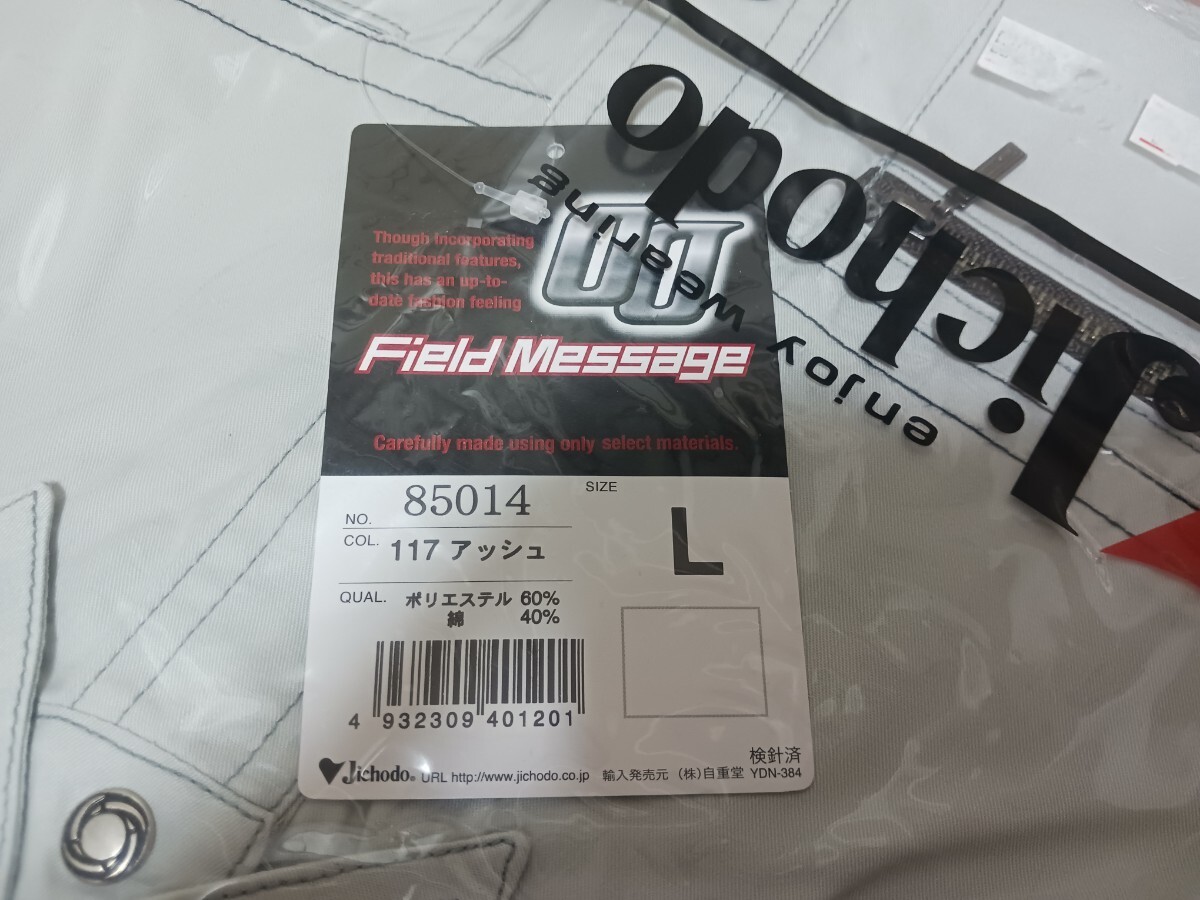 Jichodo
enjoy wearing
Though incorporating
traditional features,
this has an up-to-
date fashion feeling
Field Message
Carefully made using only select materials.
NO. 85014
SIZE
L
COL. 117 アッシュ
QUAL. ポリエステル 60%
綿 40%
4 932309 401201
検針済
Jichodo® URL http://www.jichodo.co.jp 輸入発売元 (株)自重堂 YDN-384